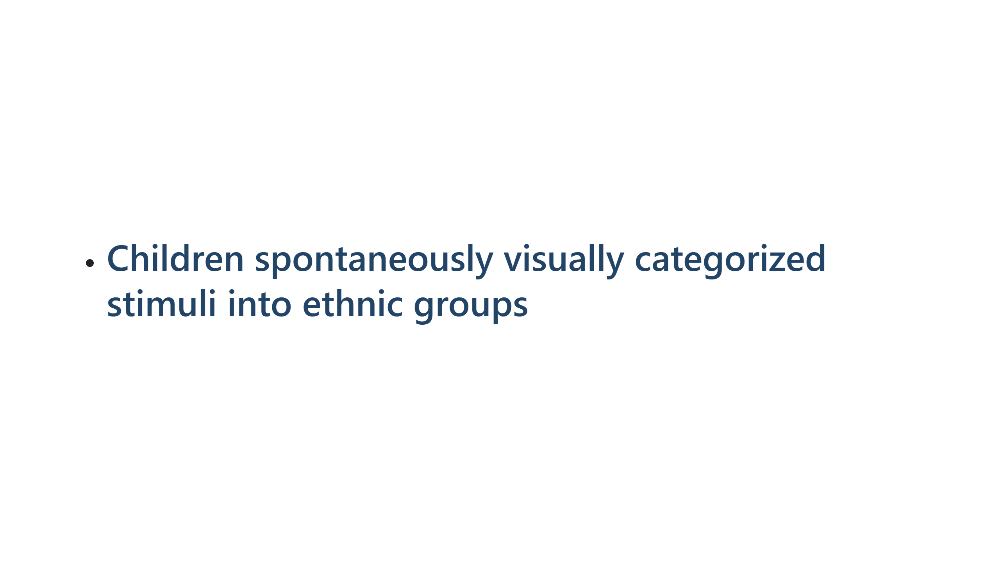 • Children spontaneously visually categorized
stimuli into ethnic groups